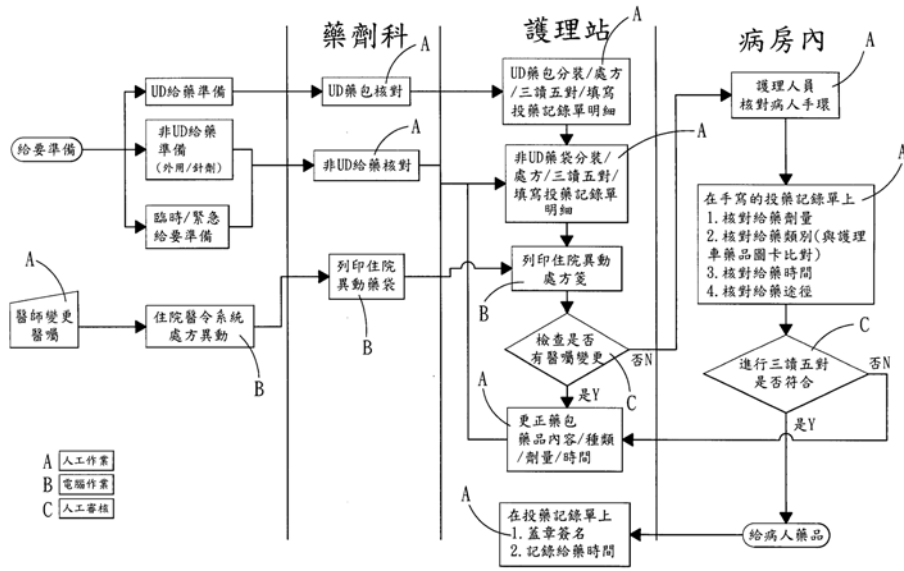 藥劑科
護理站
病房內
給要準備
UD給藥準備
非UD給藥
準備
(外用/針劑)
臨時/緊急
給要準備
A
醫師變更
醫囑
住院醫令系統
處方異動
B
A
UD藥包核對
A
非UD給藥核對
列印住院
異動藥袋
B
A
UD藥包分裝/處方
/三讀五對/填寫
投藥記錄單明細
A
非UD藥袋分裝/
處方/三讀五對/
填寫投藥記錄單
明細
列印住院異動
處方箋
B
檢查是否
有醫囑變更
否N
C
是Y
A
更正藥包
藥品內容/種類
/劑量/時間
A
在投藥記錄單上
1. 蓋章簽名
2. 記錄給藥時間
A
護理人員
核對病人手環
A
在手寫的投藥記錄單上
1. 核對給藥劑量
2. 核對給藥類別(與護理
車藥品圖卡比對)
3. 核對給藥時間
4. 核對給藥途徑
C
進行三讀五對
是否符合
否N
是Y
給病人藥品
A 人工作業
B 電腦作業
C 人工審核